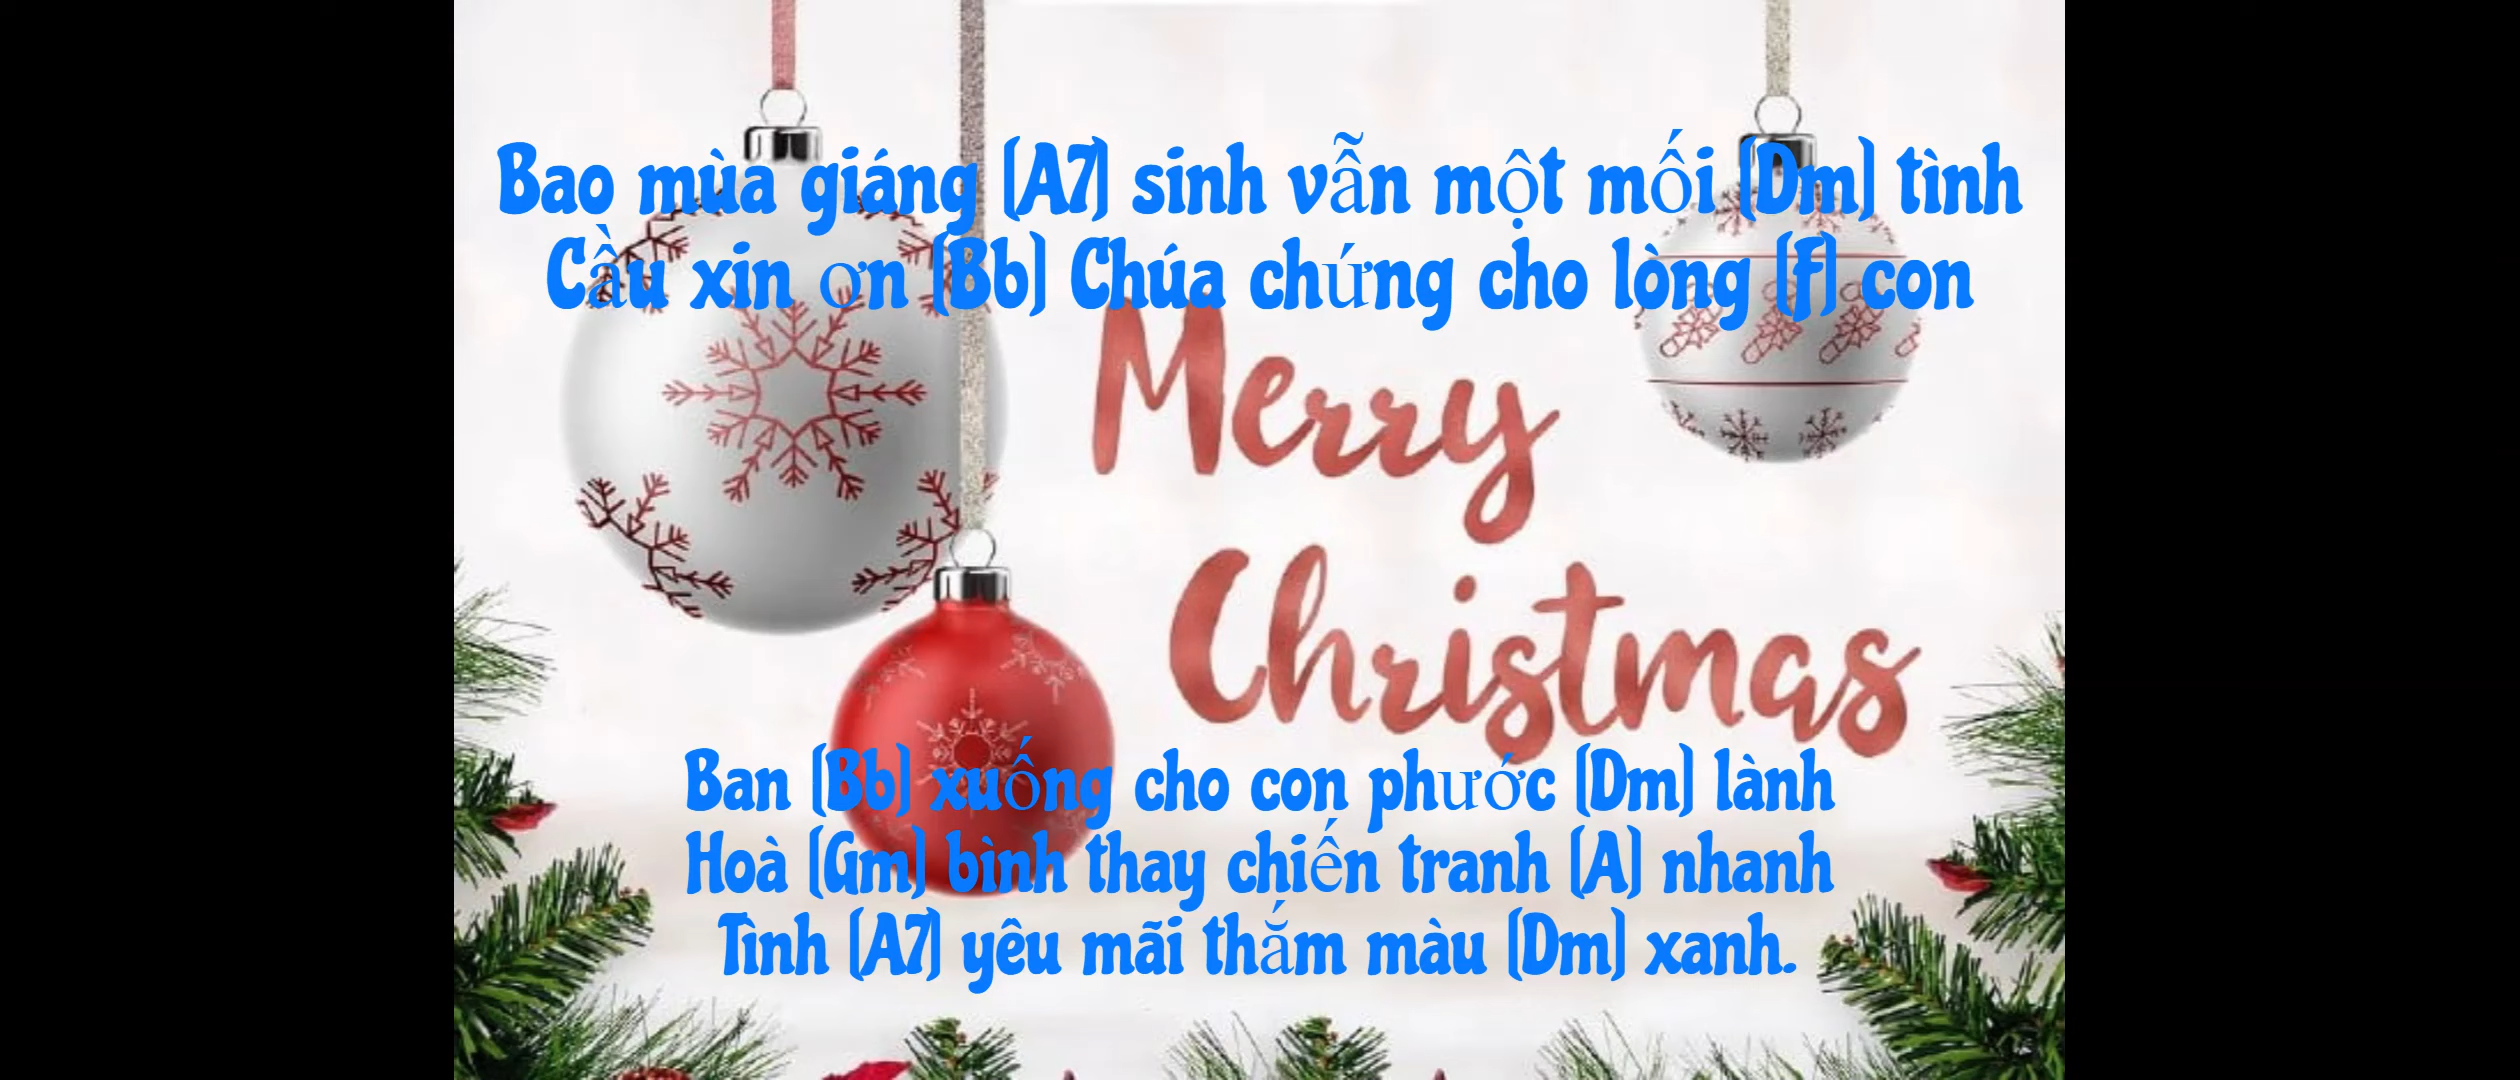 Bao mùa giáng [A7] sinh vẫn một mối [Dm] tình
Cầu xin ơn [Bb] Chúa chứng cho lòng [F] con
Merry
Christmas
Ban [Bb] xuống cho con phước [Dm] lành
Hoà [Gm] bình thay chiến tranh [A] nhanh
Tình [A7] yêu mãi thắm màu [Dm] xanh.